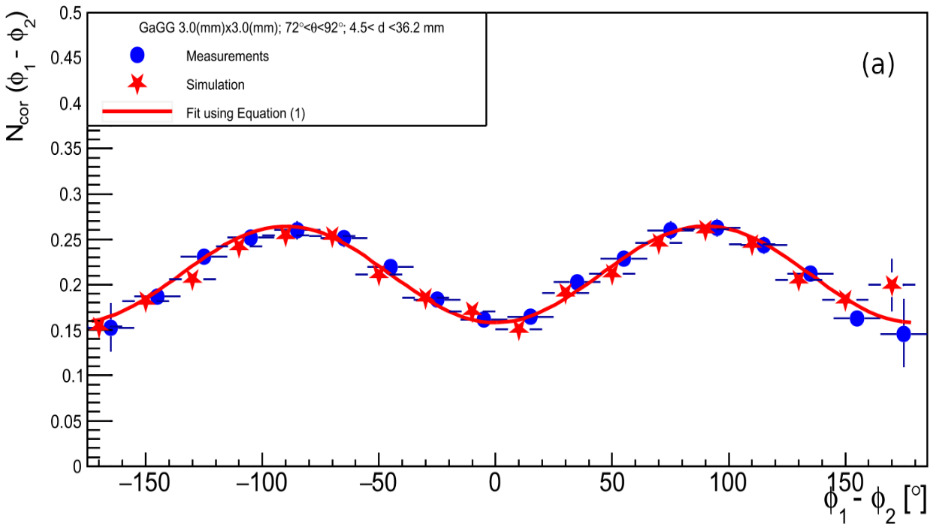 GaGG 3.0(mm)x3.0(mm); 72°<θ<92°; 4.5< d <36.2 mm
Measurements
Simulation
Fit using Equation (1)
(a)
N_cor (ϕ_1 - ϕ_2)
0.5
0.45
0.4
0.35
0.3
0.25
0.2
0.15
0.1
0.05
0
−150 −100 −50 0 50 100 150
ϕ_1 - ϕ_2 [°]